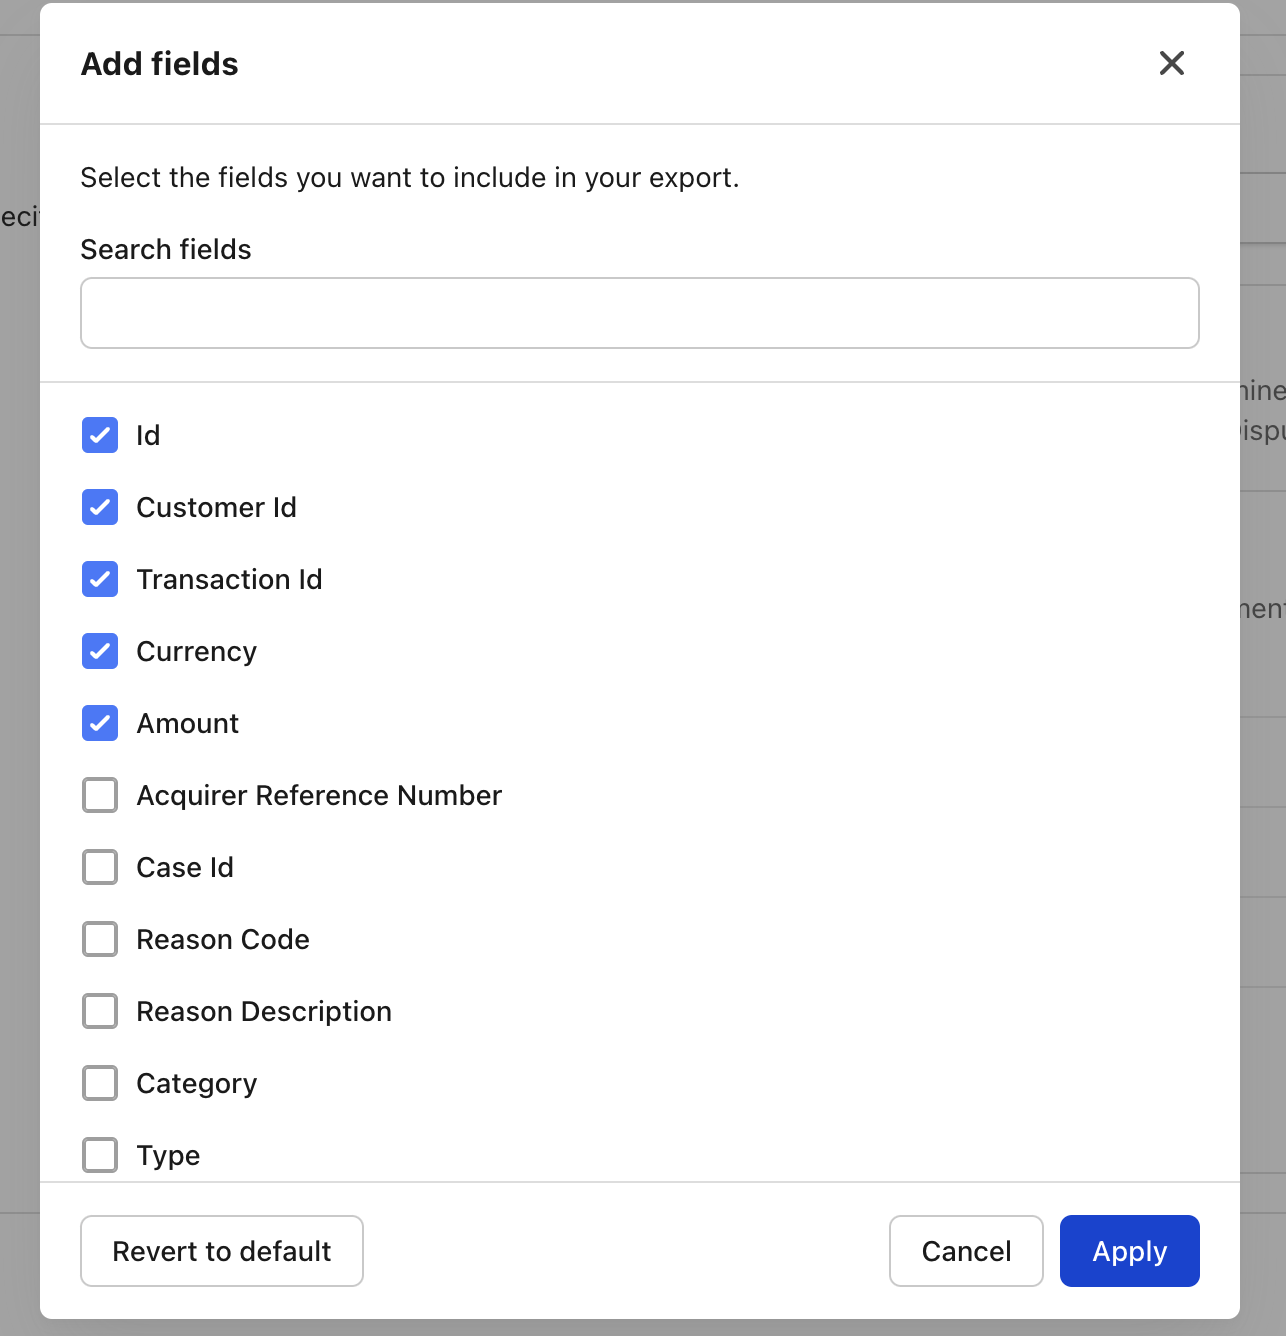 Add fields
Select the fields you want to include in your export.
Search fields
Id
Customer Id
Transaction Id
Currency
Amount
Acquirer Reference Number
Case Id
Reason Code
Reason Description
Category
Type
Revert to default
Cancel
Apply